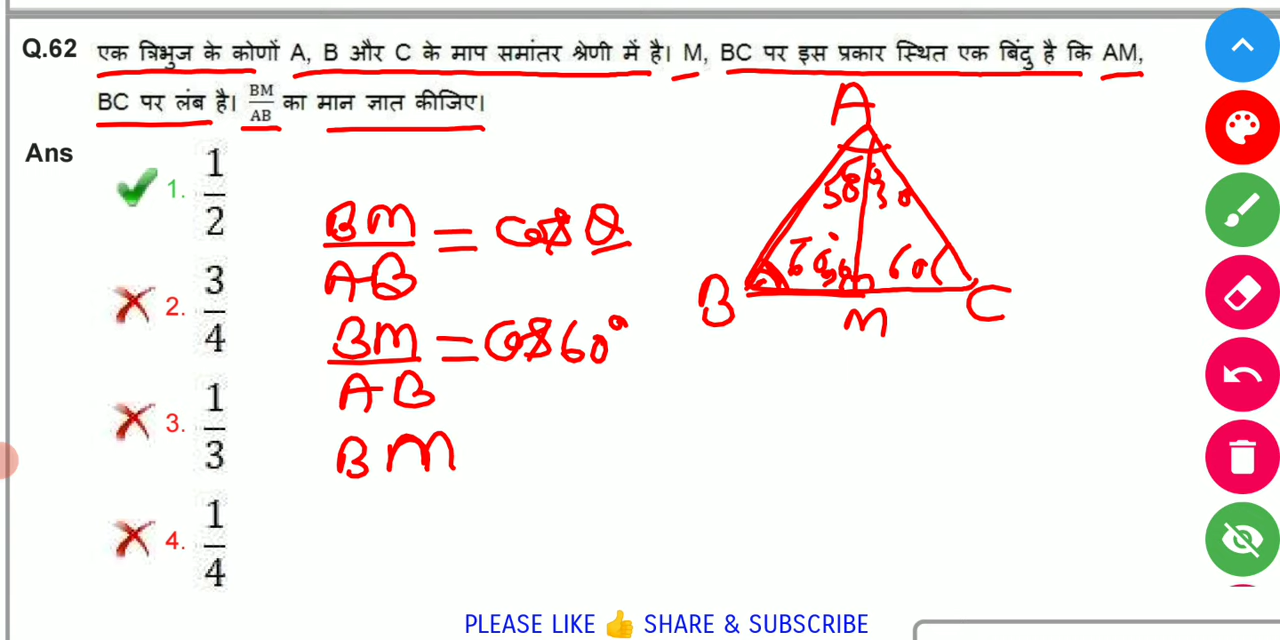 Q.62 एक त्रिभुज के कोणों A, B और C के माप समांतर श्रेणी में है। M, BC पर इस प्रकार स्थित एक बिंदु है कि AM,
BC पर लंब है। BM/AB का मान ज्ञात कीजिए।
Ans
1. 1/2
2. 3/4
3. 1/3
4. 1/4
BM/AB = cos θ
BM/AB = cos 60°
BM
A
30
60
B
M
C
PLEASE LIKE 👍 SHARE & SUBSCRIBE